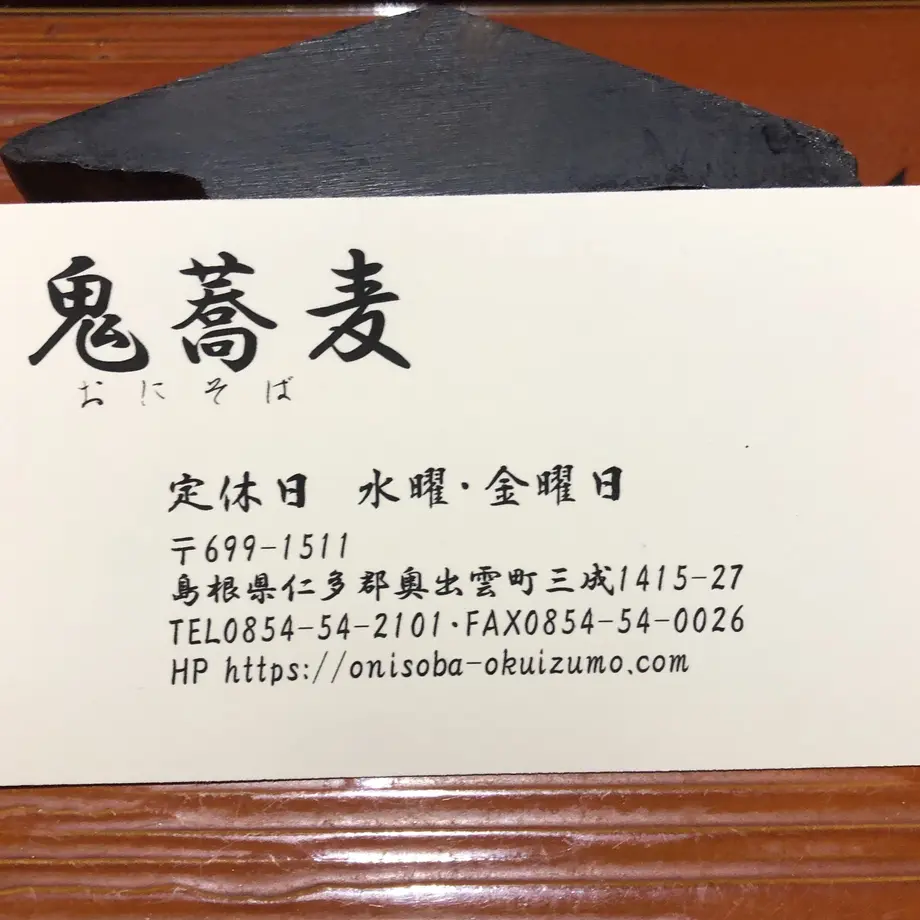 鬼蕎麦
おにそば
定休日　水曜・金曜日
〒699-1511
島根県仁多郡奥出雲町三成1415-27
TEL0854-54-2101・FAX0854-54-0026
HP https://onisoba-okuizumo.com